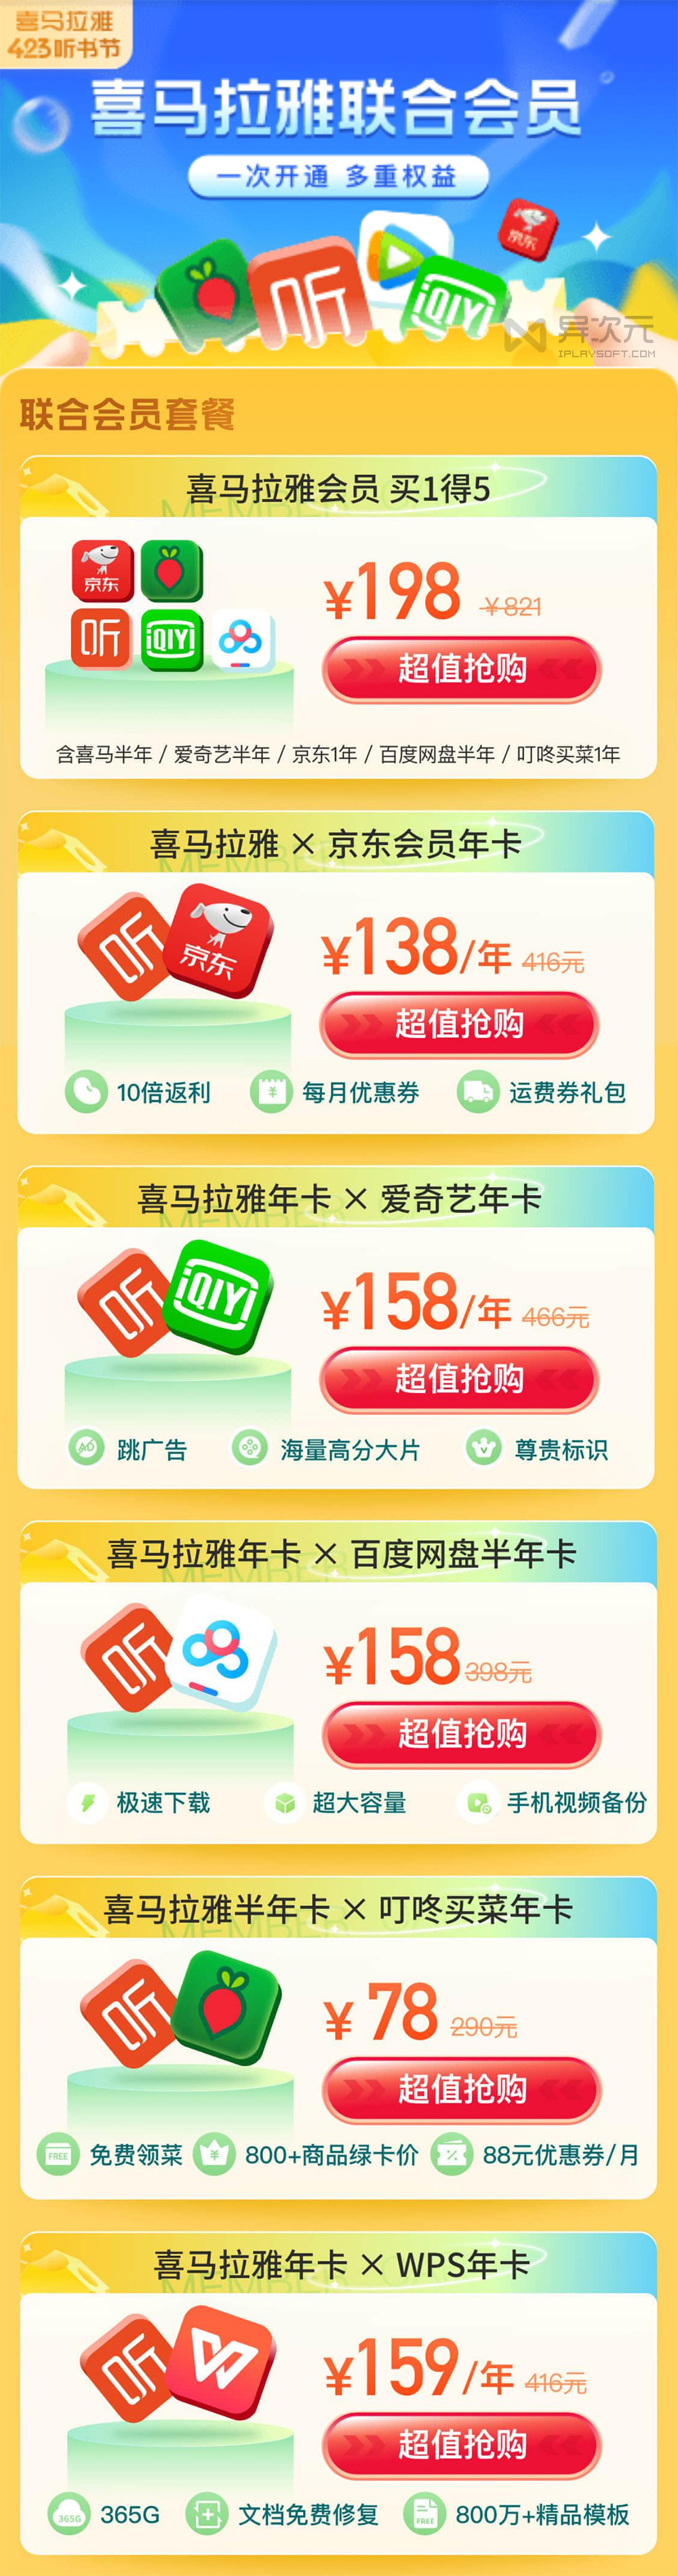 喜马拉雅
423听书节
喜马拉雅联合会员
一次开通 多重权益
京东
听
iQIYI
异次元
IPLAYSOFT.COM
联合会员套餐
喜马拉雅会员 买1得5
京东
听
iQIYI
¥198 ¥821
超值抢购
含喜马半年 / 爱奇艺半年 / 京东1年 / 百度网盘半年 / 叮咚买菜1年
喜马拉雅 × 京东会员年卡
听
京东
¥138/年 416元
超值抢购
10倍返利 每月优惠券 运费券礼包
喜马拉雅年卡 × 爱奇艺年卡
听
iQIYI
¥158/年 466元
超值抢购
AD 跳广告 海量高分大片 尊贵标识
喜马拉雅年卡 × 百度网盘半年卡
听
¥158 398元
超值抢购
极速下载 超大容量 手机视频备份
喜马拉雅半年卡 × 叮咚买菜年卡
听
¥ 78 290元
超值抢购
FREE 免费领菜 ¥ 800+商品绿卡价 % 88元优惠券/月
喜马拉雅年卡 × WPS年卡
听
W
¥159/年 416元
超值抢购
365G 365G 文档免费修复 FREE 800万+精品模板